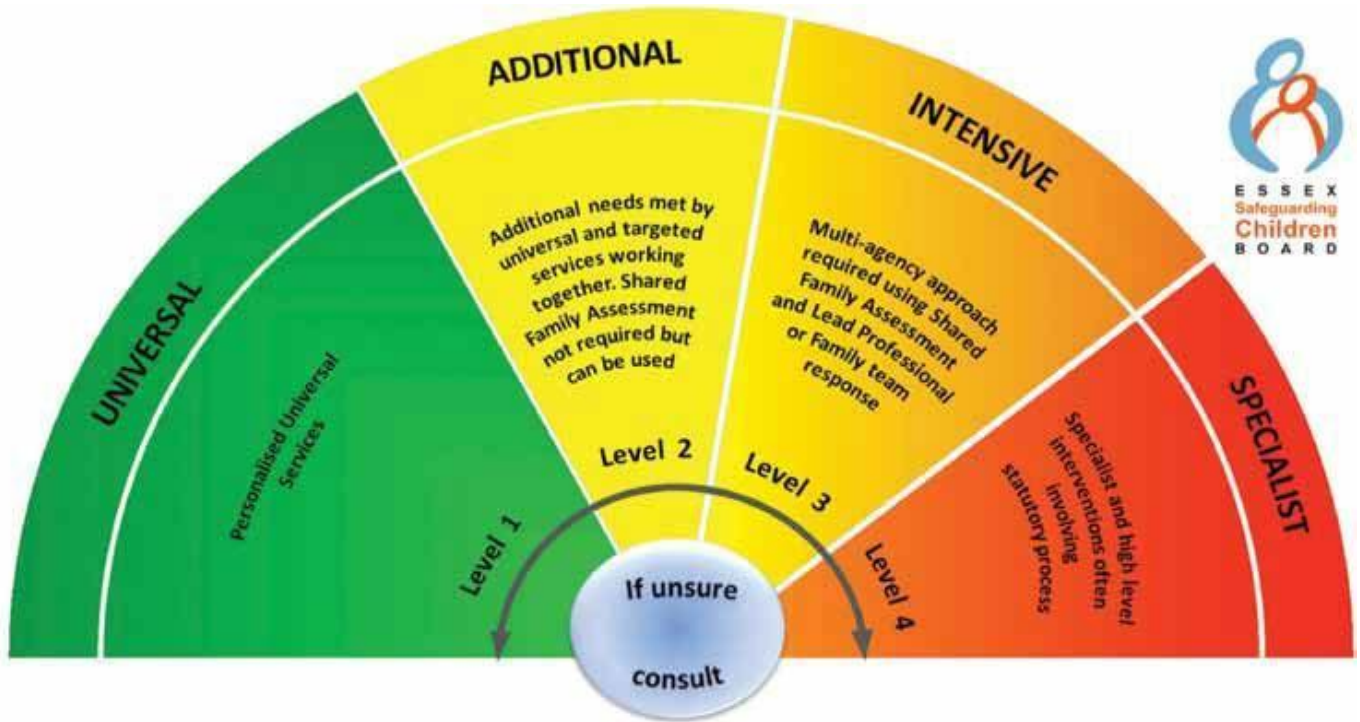 UNIVERSAL
Personalised Universal
Services
Level 1
ADDITIONAL
Additional needs met by
universal and targeted
services working
together. Shared
Family Assessment
not required but
can be used
Level 2
INTENSIVE
Multi-agency approach
required using Shared
Family Assessment
and Lead Professional
or Family team
response
Level 3
SPECIALIST
Specialist and high level
interventions often
involving
statutory process
Level 4
If unsure
consult
ESSEX
Safeguarding
Children
BOARD